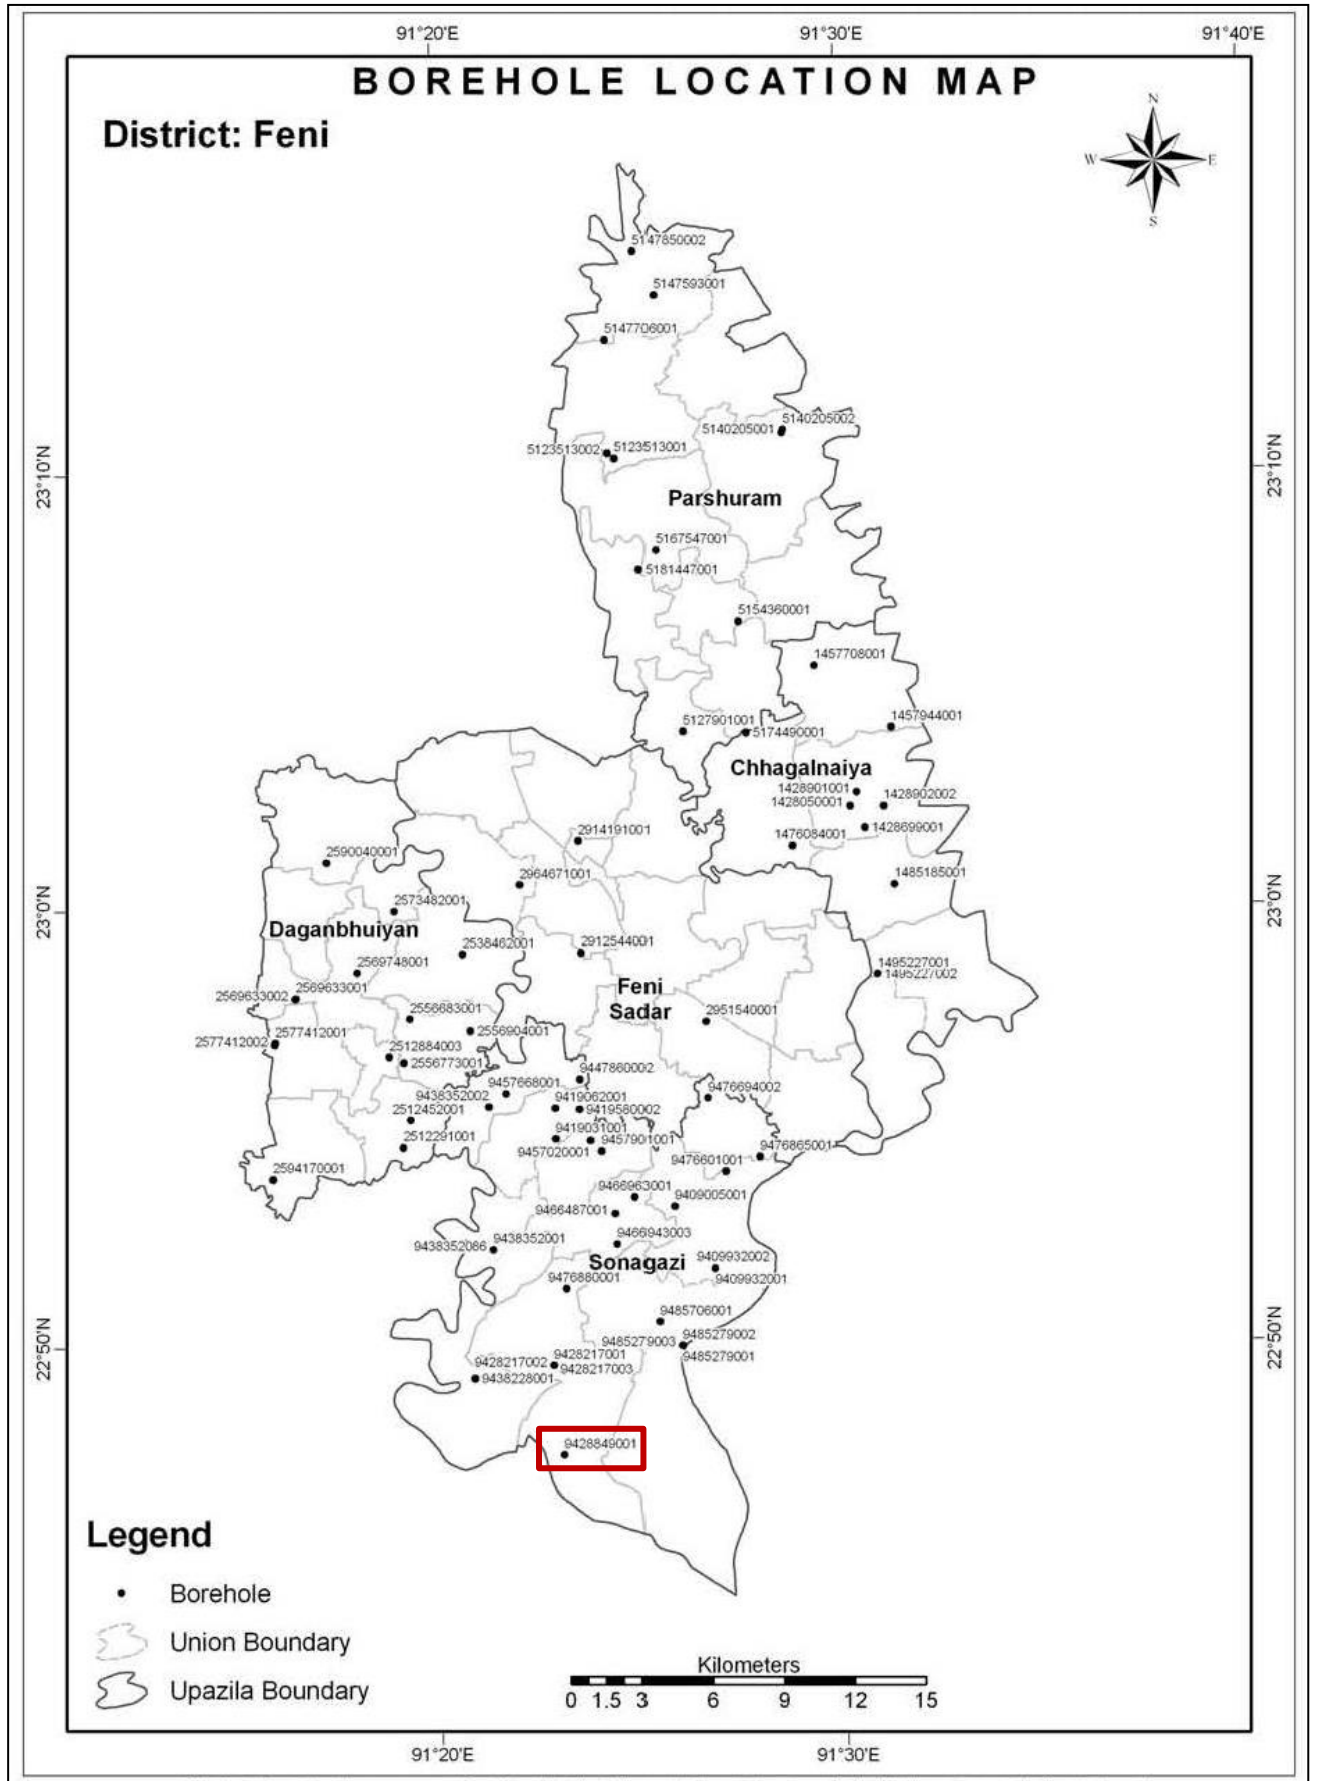 91°20'E
91°30'E
91°40'E
BOREHOLE LOCATION MAP
District: Feni
N
W
E
S
5147850002
5147593001
5147706001
5140205002
5140205001
5123513002
5123513001
23°10'N
23°10'N
Parshuram
5167547001
5181447001
5154360001
1457708001
1457944001
5127901001
5174490001
Chhagalnaiya
1428901001
1428050001
1428902002
1428699001
2914191001
1476084001
2590040001
2964671001
1485185001
2573482001
23°0'N
23°0'N
Daganbhuiyan
2538462001
2912544001
2569748001
1495227001
1495227002
2569633002
2569633001
Feni
Sadar
2556683001
2951540001
2577412002
2577412001
2556904001
2512884003
2556773001
9447860002
9457668001
9476694002
9438352002
9419062001
2512452001
9419580002
9419031001
2512291001
9457901001
9457020001
9476865001
9476601001
2594170001
9466963001
9409005001
9466487001
9466943003
9438352001
9438352086
9409932002
Sonagazi
9476880001
9409932001
9485706001
9485279002
9485279003
9485279001
22°50'N
22°50'N
9428217001
9428217002
9428217003
9438228001
9428849001
Legend
Borehole
Union Boundary
Upazila Boundary
Kilometers
0 1.5 3 6 9 12 15
91°20'E
91°30'E